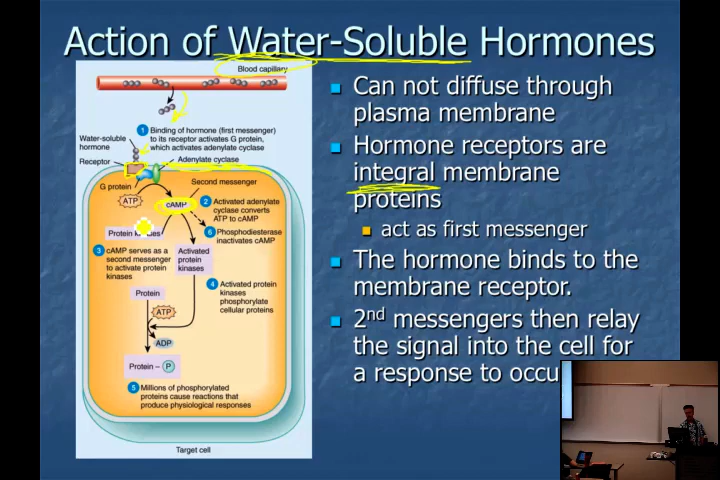 Action of Water-Soluble Hormones
Blood capillary
1 Binding of hormone (first messenger)
to its receptor activates G protein,
which activates adenylate cyclase
Water-soluble
hormone
Receptor
Adenylate cyclase
G protein
Second messenger
ATP
cAMP
2 Activated adenylate
cyclase converts
ATP to cAMP
6 Phosphodiesterase
inactivates cAMP
Protein
3 cAMP serves as a
second messenger
to activate protein
kinases
Activated
protein
kinases
4 Activated protein
kinases
phosphorylate
cellular proteins
Protein
ATP
ADP
Protein – P
5 Millions of phosphorylated
proteins cause reactions that
produce physiological responses
Target cell
Can not diffuse through
plasma membrane
Hormone receptors are
integral membrane
proteins
act as first messenger
The hormone binds to the
membrane receptor.
2nd messengers then relay
the signal into the cell for
a response to